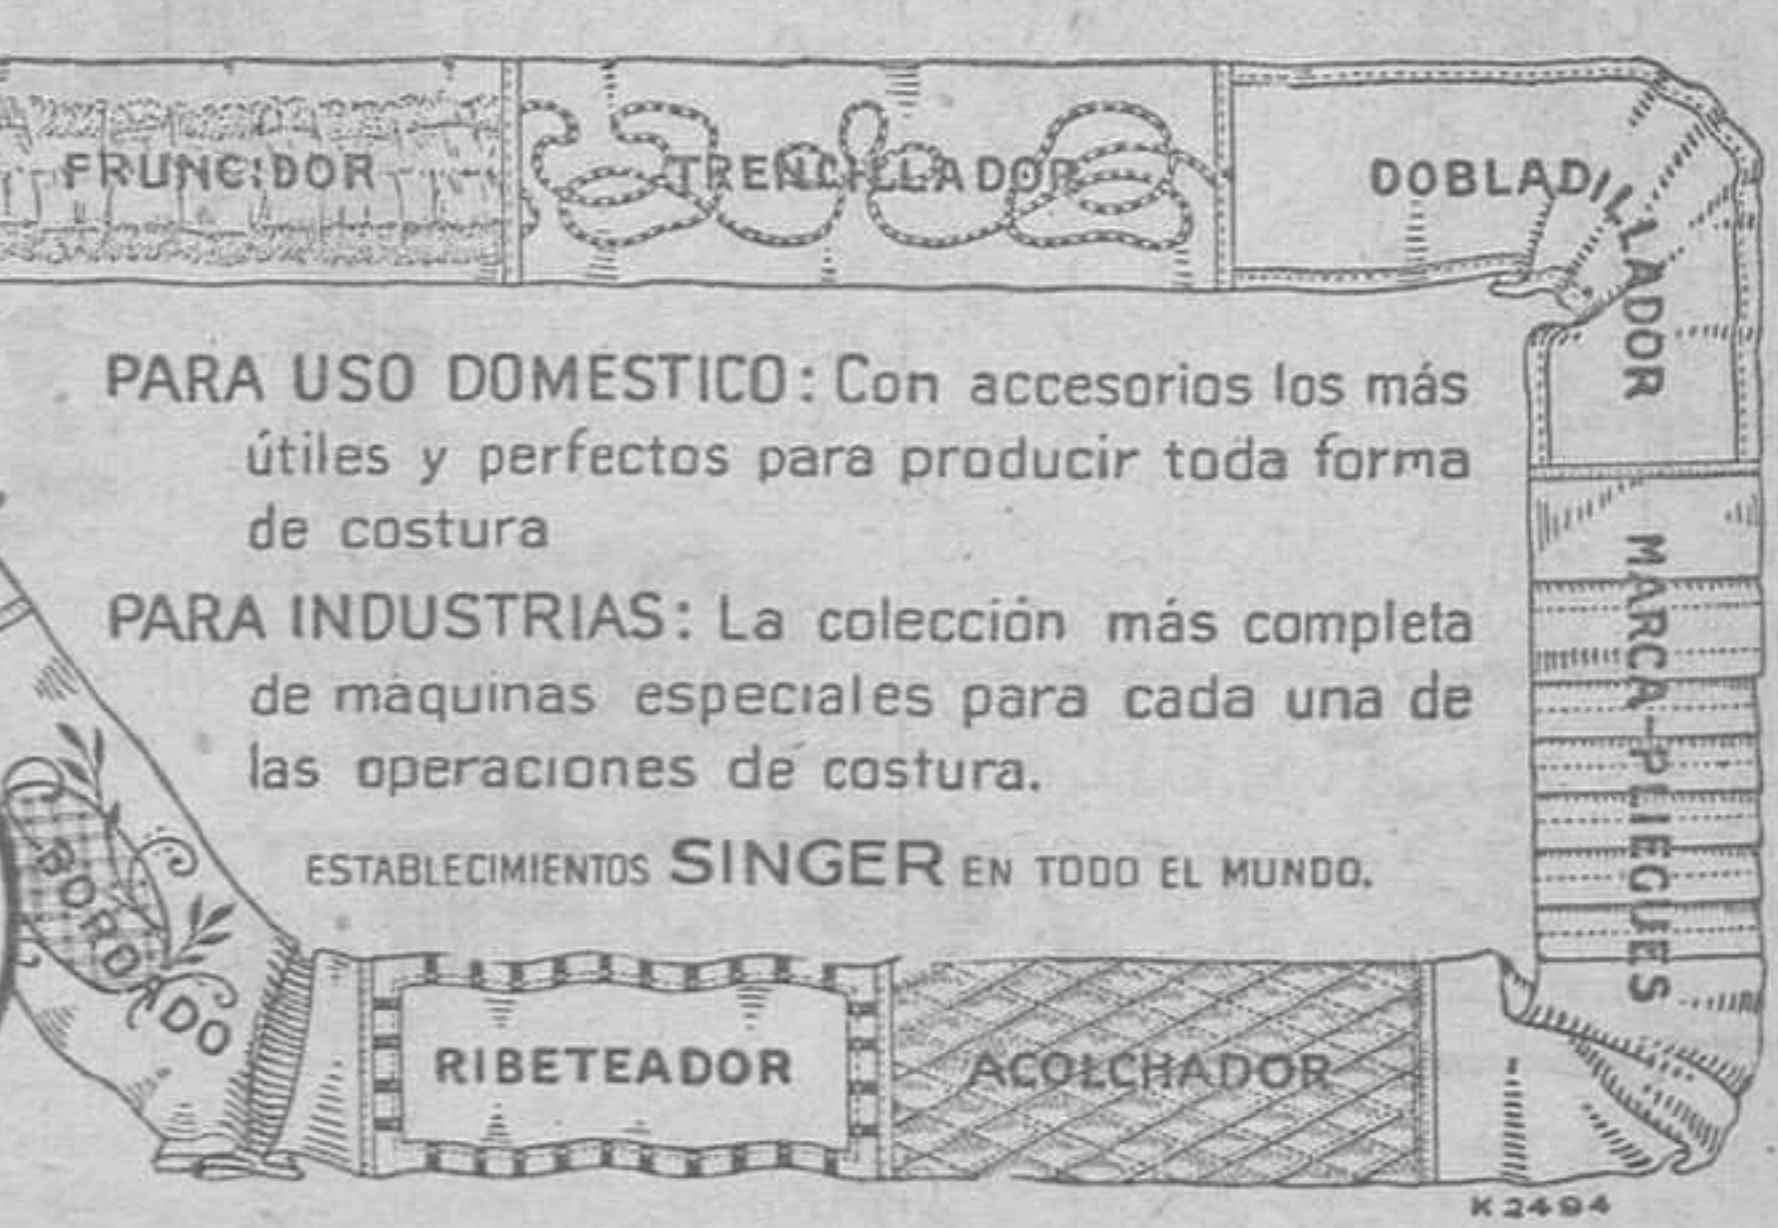 FRUNCIDOR
TRENCILLADOR
DOBLADILLADOR
PARA USO DOMESTICO: Con accesorios los más
útiles y perfectos para producir toda forma
de costura
PARA INDUSTRIAS: La colección más completa
de máquinas especiales para cada una de
las operaciones de costura.
ESTABLECIMIENTOS SINGER EN TODO EL MUNDO.
MARCA-PLIEGUES
BORDADO
RIBETEADOR
ACOLCHADOR
K 2494